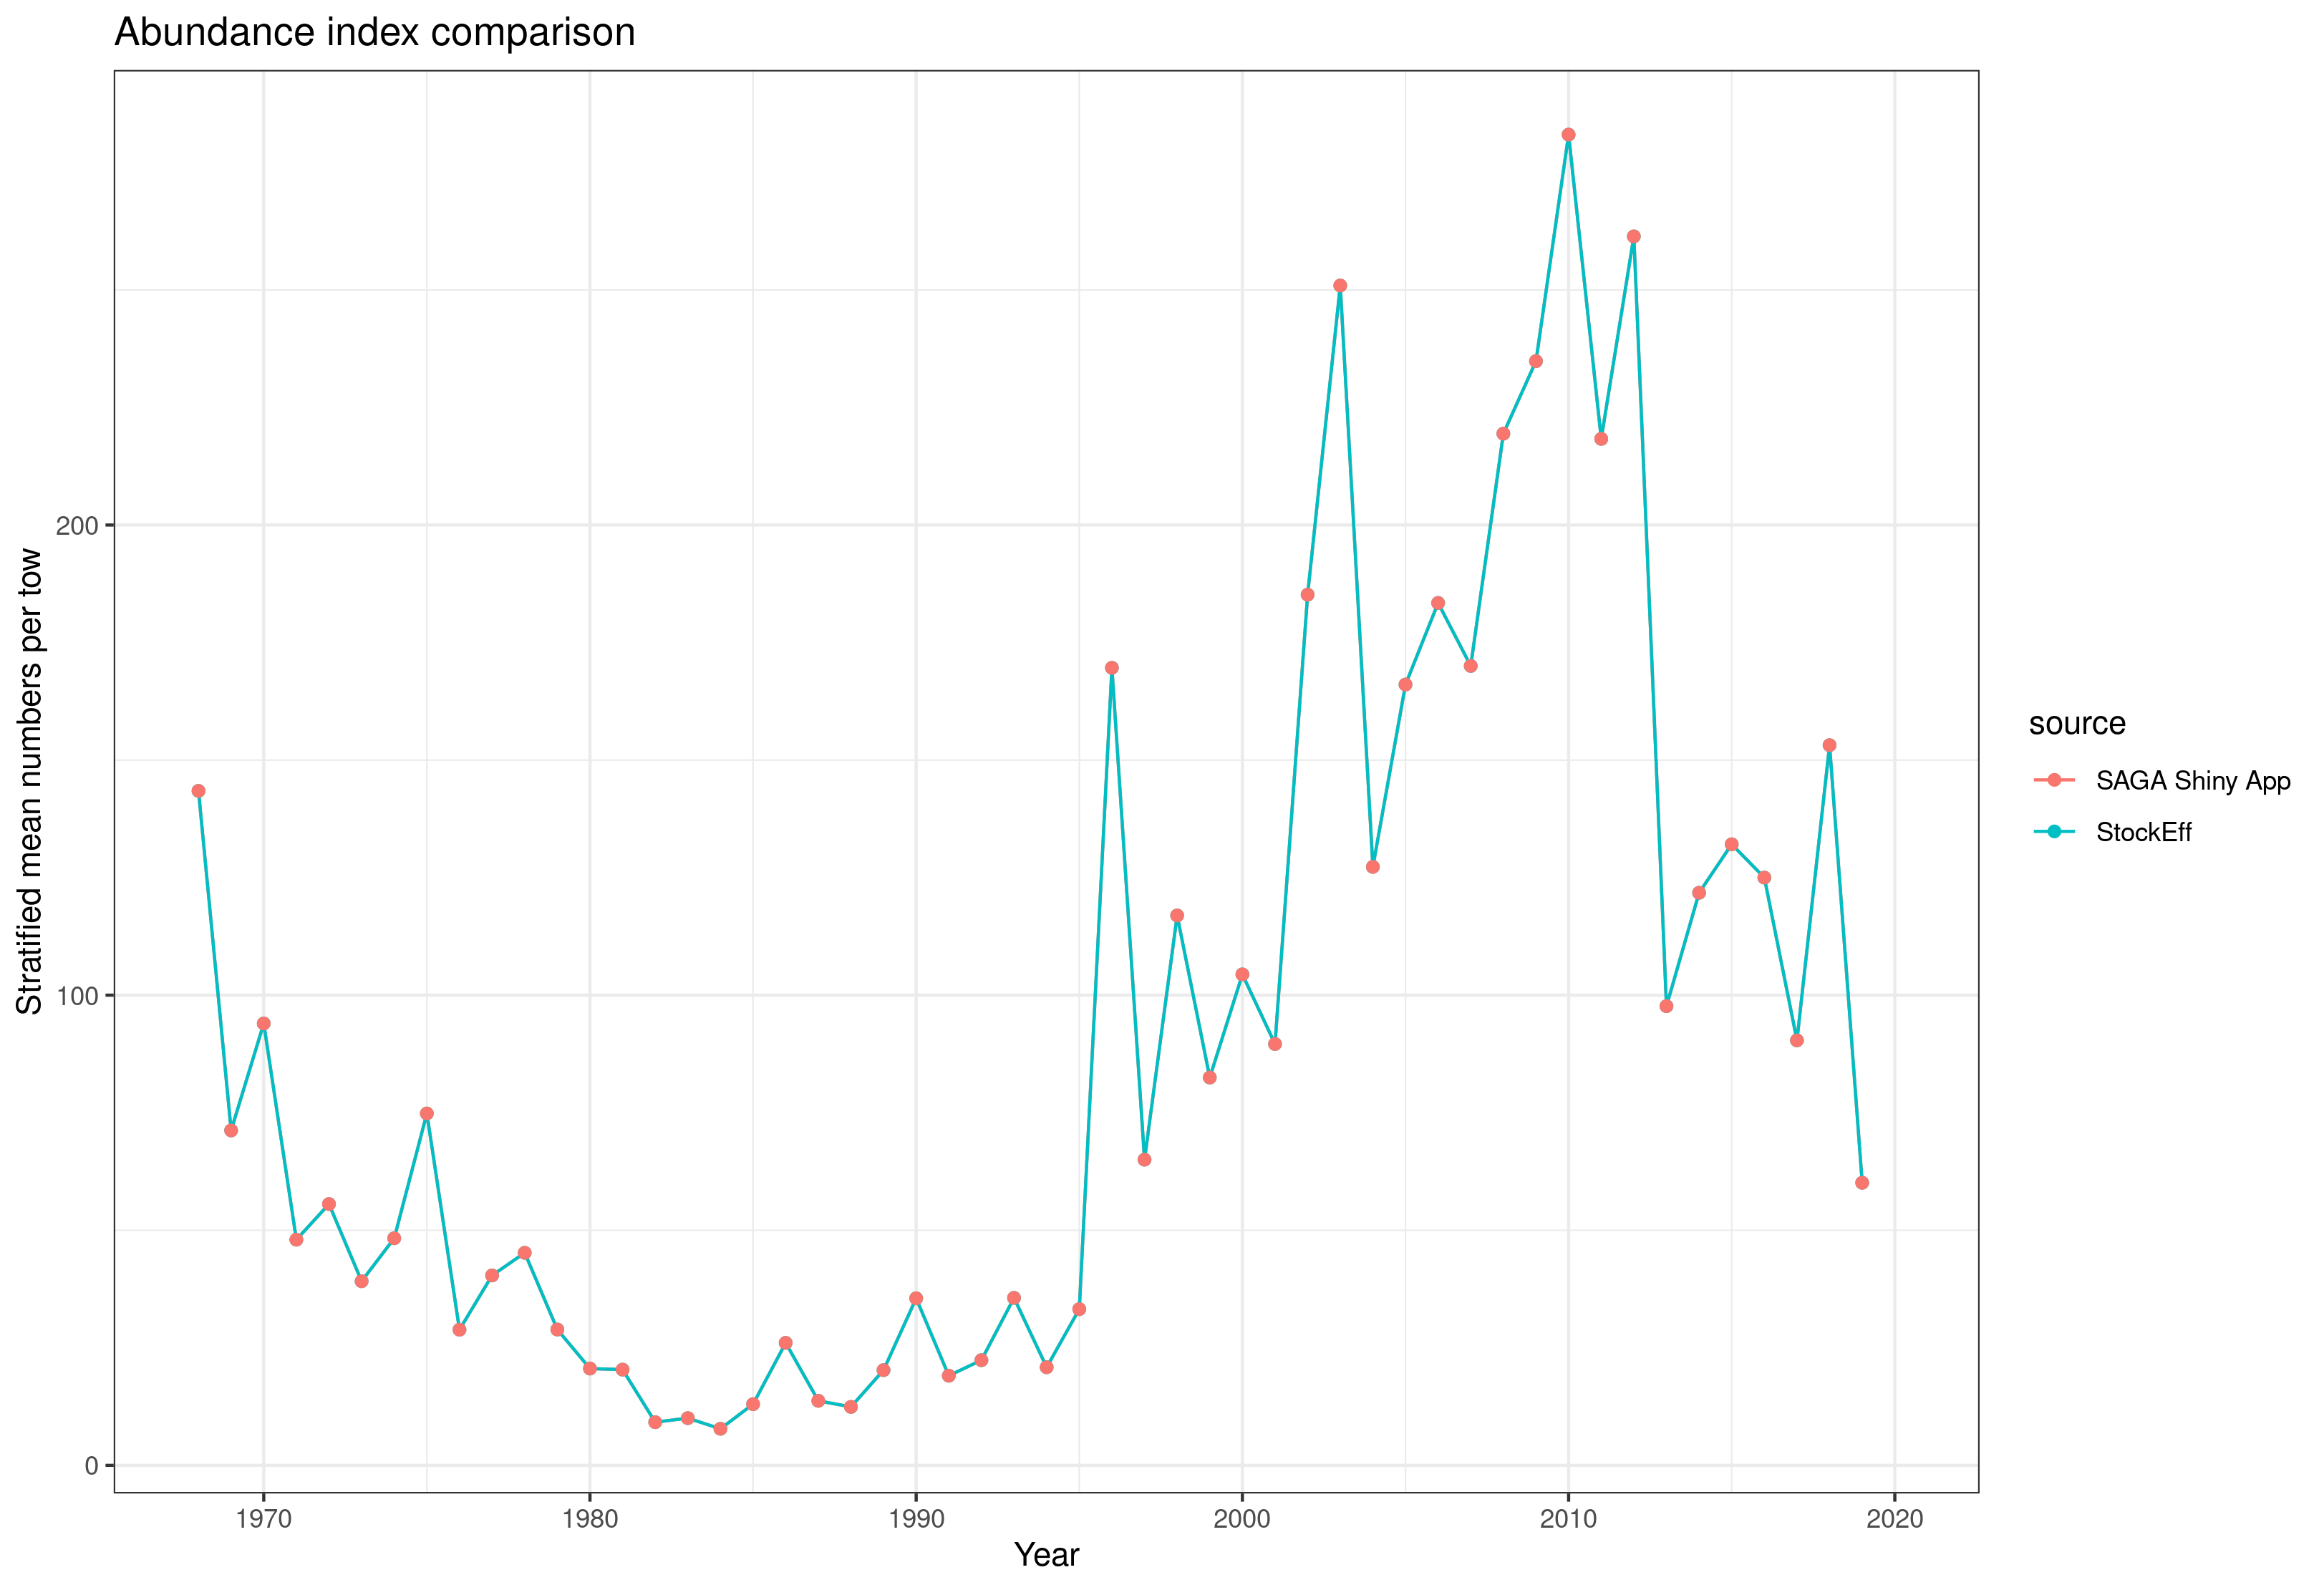 Abundance index comparison
Stratified mean numbers per tow
200
100
0
1970 1980 1990 2000 2010 2020
Year
source
SAGA Shiny App
StockEff